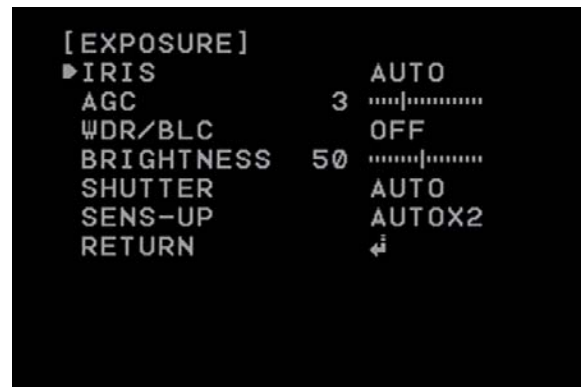 [EXPOSURE]
IRIS AUTO
AGC 3
WDR/BLC OFF
BRIGHTNESS 50
SHUTTER AUTO
SENS-UP AUTOX2
RETURN ↲